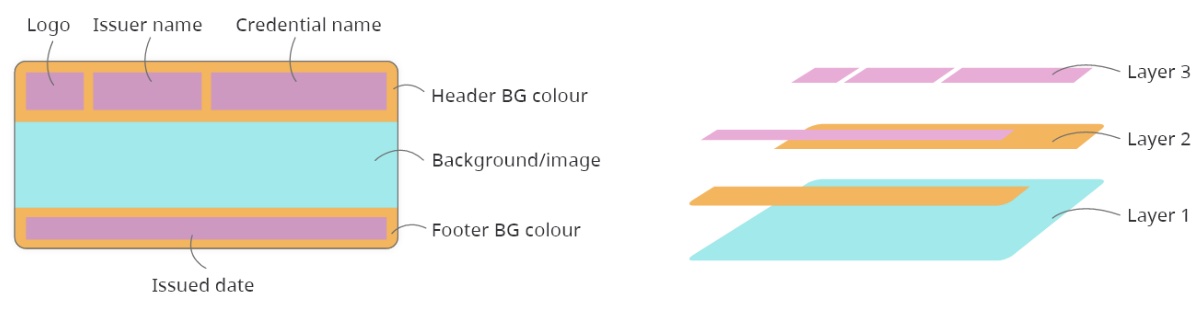 Logo
Issuer name
Credential name
Header BG colour
Background/image
Footer BG colour
Issued date
Layer 3
Layer 2
Layer 1